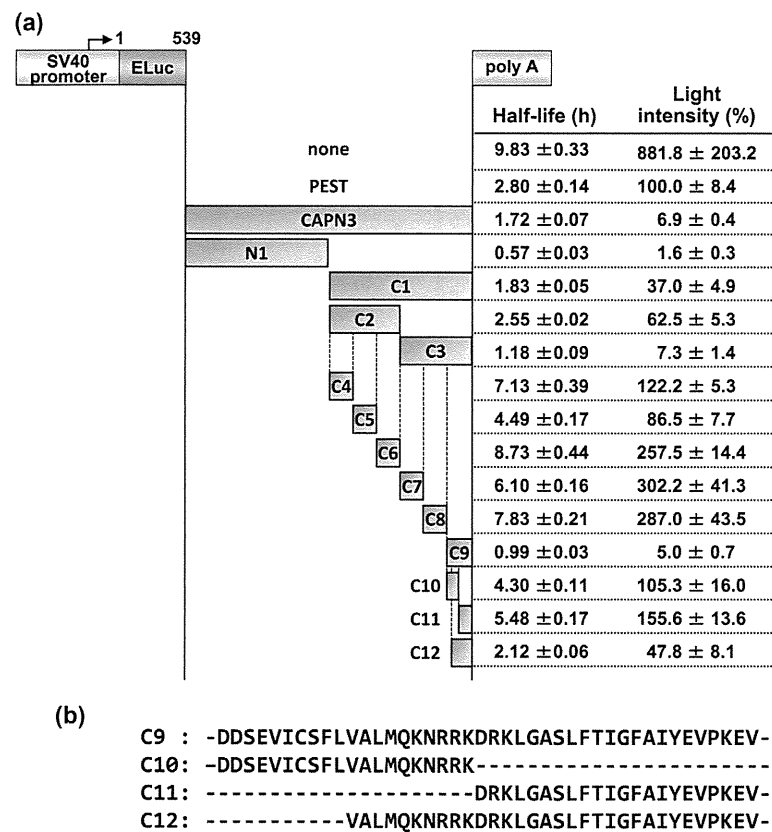 (a)
1 539
SV40 promoter ELuc poly A
Half-life (h) Light intensity (%)
none 9.83 ±0.33 881.8 ± 203.2
PEST 2.80 ±0.14 100.0 ± 8.4
CAPN3 1.72 ±0.07 6.9 ± 0.4
N1 0.57 ±0.03 1.6 ± 0.3
C1 1.83 ±0.05 37.0 ± 4.9
C2 2.55 ±0.02 62.5 ± 5.3
C3 1.18 ±0.09 7.3 ± 1.4
C4 7.13 ±0.39 122.2 ± 5.3
C5 4.49 ±0.17 86.5 ± 7.7
C6 8.73 ±0.44 257.5 ± 14.4
C7 6.10 ±0.16 302.2 ± 41.3
C8 7.83 ±0.21 287.0 ± 43.5
C9 0.99 ±0.03 5.0 ± 0.7
C10 4.30 ±0.11 105.3 ± 16.0
C11 5.48 ±0.17 155.6 ± 13.6
C12 2.12 ±0.06 47.8 ± 8.1
(b)
C9 : -DDSEVICSFLVALMQKNRRKDRKLGASLFTIGFAIYEVPKEV-
C10: -DDSEVICSFLVALMQKNRRK-----------------------
C11: ---------------------DRKLGASLFTIGFAIYEVPKEV-
C12: -----------VALMQKNRRKDRKLGASLFTIGFAIYEVPKEV-